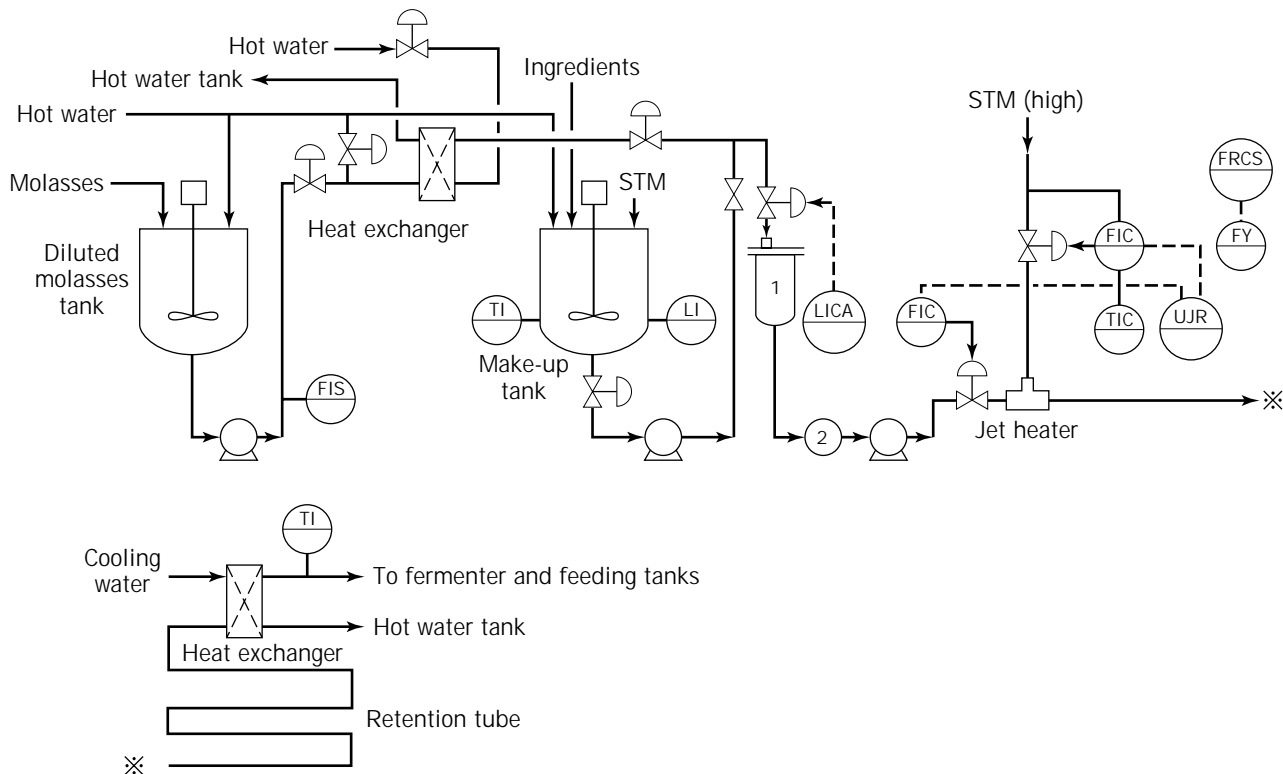 Hot water
Hot water tank
Hot water
Ingredients
Molasses
STM
Heat exchanger
Diluted
molasses
tank
STM (high)
FRCS
FY
FIC
TI
LI
1
LICA
FIC
TIC
UJR
Make-up
tank
FIS
2
Jet heater
※
TI
Cooling
water
To fermenter and feeding tanks
Hot water tank
Heat exchanger
Retention tube
※